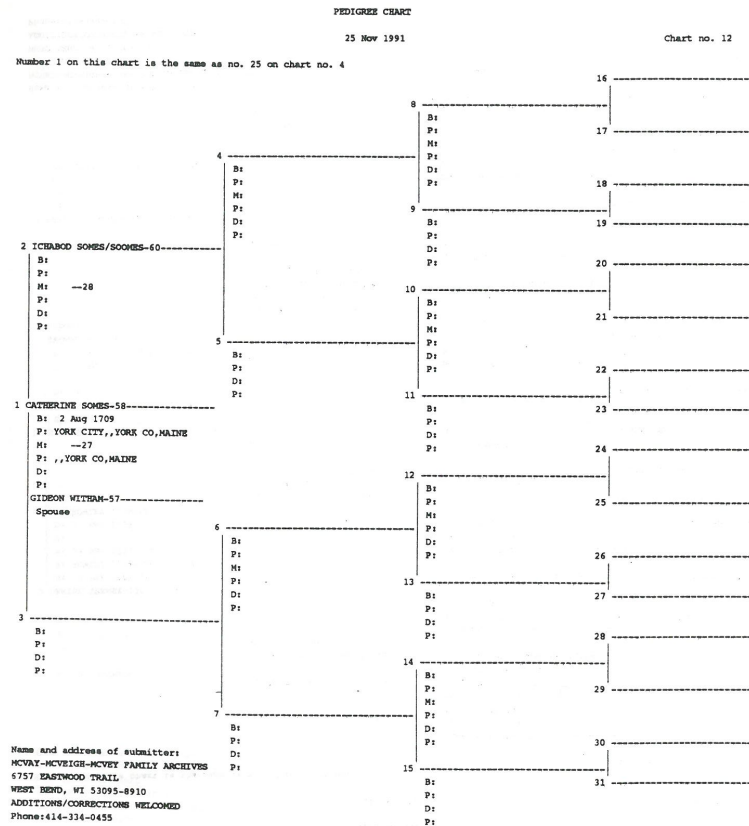 PEDIGREE CHART
25 Nov 1991
Chart no. 12
Number 1 on this chart is the same as no. 25 on chart no. 4
16
8
B:
P:
M:
P:
D:
P:
17
4
B:
P:
M:
P:
D:
P:
18
9
B:
P:
D:
P:
19
2 ICHABOD SOMES/SOOMES-60
B:
P:
M: --28
P:
D:
P:
20
10
B:
P:
M:
P:
D:
P:
21
5
B:
P:
D:
P:
22
11
B:
P:
D:
P:
23
1 CATHERINE SOMES-58
B: 2 Aug 1709
P: YORK CITY,,YORK CO,MAINE
M: --27
P: ,,YORK CO,MAINE
D:
P:
GIDEON WITHAM-57
Spouse
24
12
B:
P:
M:
P:
D:
P:
25
6
B:
P:
M:
P:
D:
P:
26
13
B:
P:
D:
P:
27
3
B:
P:
D:
P:
28
14
B:
P:
M:
P:
D:
P:
29
7
B:
P:
D:
P:
30
15
B:
P:
D:
P:
31
Name and address of submitter:
MCVAY-MCVEIGH-MCVEY FAMILY ARCHIVES
6757 EASTWOOD TRAIL
WEST BEND, WI 53095-8910
ADDITIONS/CORRECTIONS WELCOMED
Phone:414-334-0455